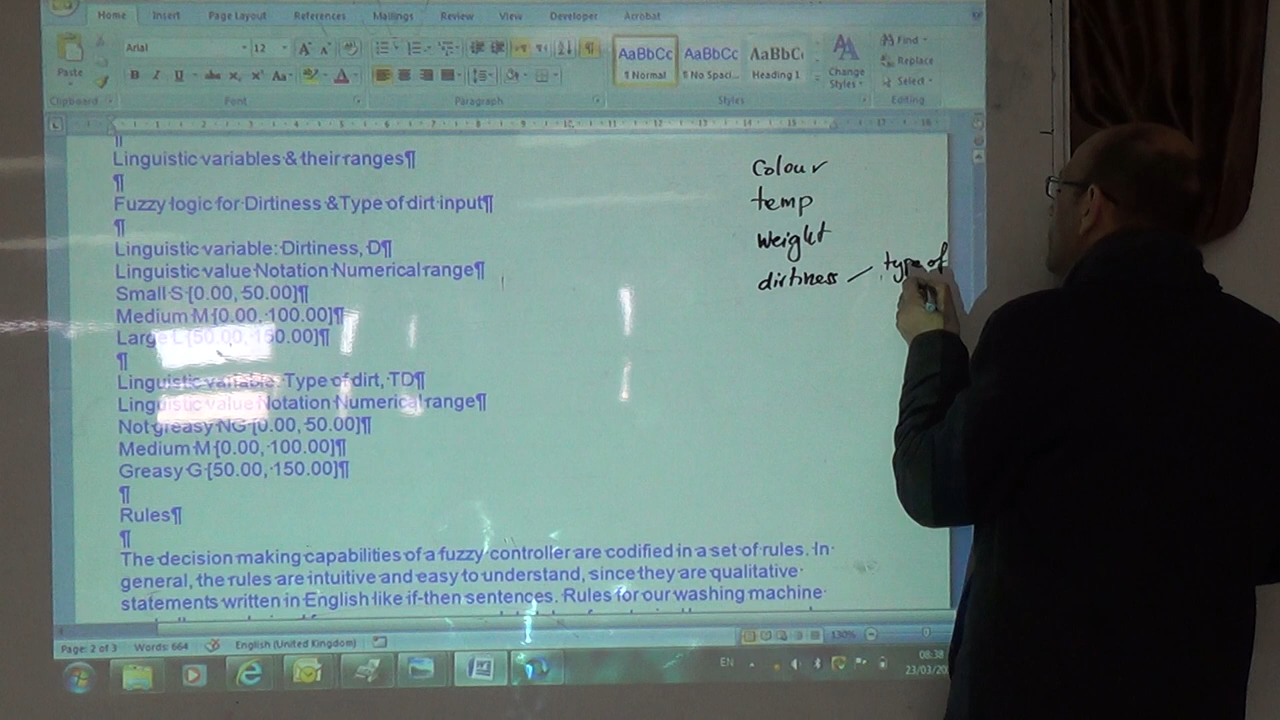 Home Insert Page Layout References Mailings Review View Developer Acrobat
Arial 12 AaBbCc AaBbCc AaBbC Find
Paste ¶ Normal ¶ No Spaci... Heading 1 Change Styles Replace
Select
Clipboard Font Paragraph Styles Editing
¶
Linguistic variables & their ranges¶
¶
Fuzzy logic for Dirtiness &Type of dirt input¶
¶
Linguistic variable: Dirtiness, D¶
Linguistic value Notation Numerical range¶
Small S [0.00, 50.00]¶
Medium M [0.00, 100.00]¶
Large L [50.00, 150.00]¶
¶
Linguistic variable: Type of dirt, TD¶
Linguistic value Notation Numerical range¶
Not greasy NG [0.00, 50.00]¶
Medium M [0.00, 100.00]¶
Greasy G [50.00, 150.00]¶
¶
Rules¶
¶
The decision making capabilities of a fuzzy controller are codified in a set of rules. In
general, the rules are intuitive and easy to understand, since they are qualitative
statements written in English like if-then sentences. Rules for our washing machine
Colour
temp
weight
dirtiness / type of
Page: 2 of 3 Words: 664 English (United Kingdom) 130%
EN 08:38
23/03/20